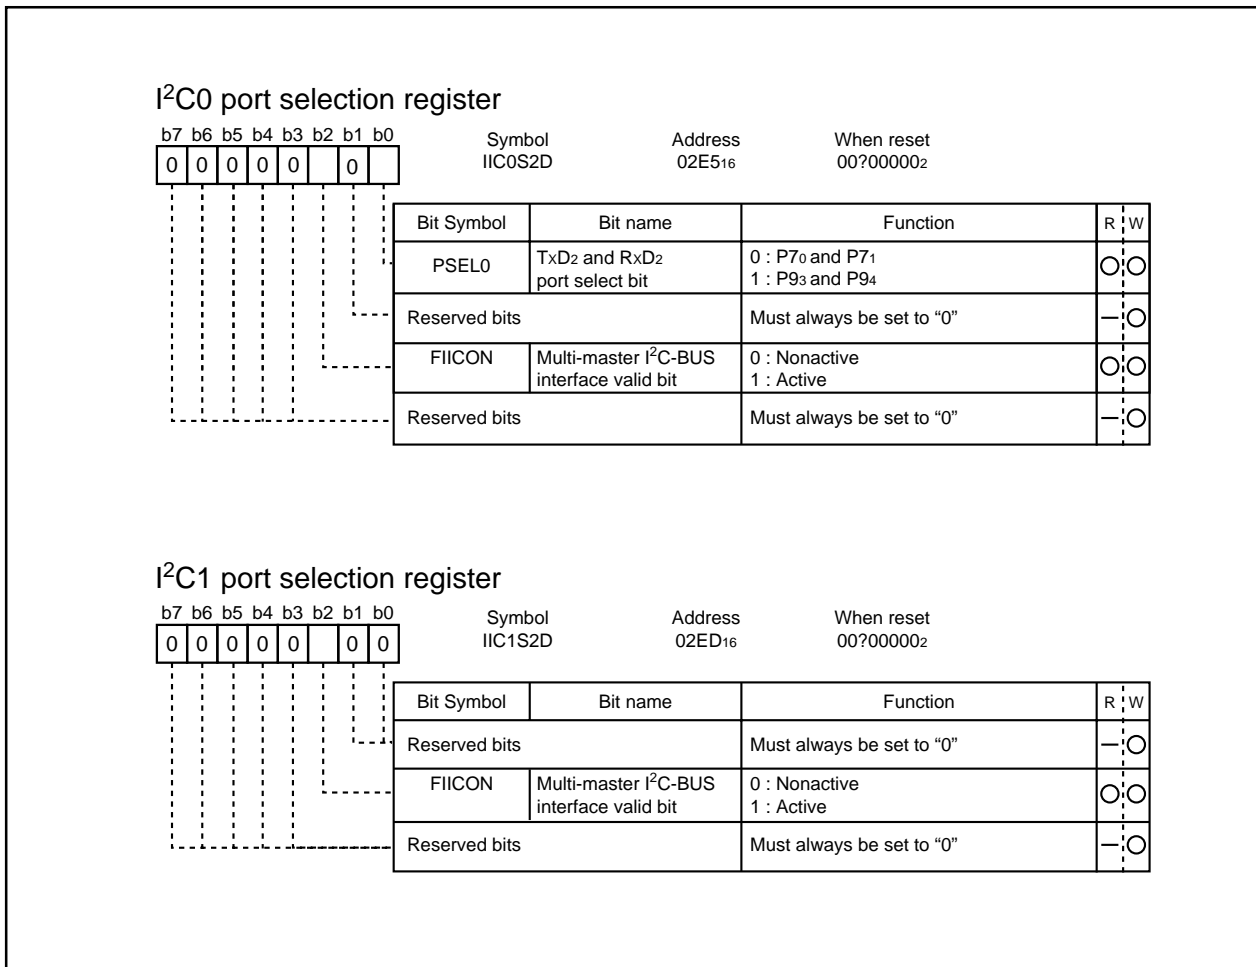 I²C0 port selection register
b7 b6 b5 b4 b3 b2 b1 b0
Symbol Address When reset
0 0 0 0 0 0
IIC0S2D 02E5₁₆ 00?00000₂
Bit Symbol Bit name Function R W
PSEL0 TxD₂ and RxD₂ 0 : P7₀ and P7₁
port select bit 1 : P9₃ and P9₄
Reserved bits Must always be set to “0”
FIICON Multi-master I²C-BUS 0 : Nonactive
interface valid bit 1 : Active
Reserved bits Must always be set to “0”
I²C1 port selection register
b7 b6 b5 b4 b3 b2 b1 b0
Symbol Address When reset
0 0 0 0 0 0 0
IIC1S2D 02ED₁₆ 00?00000₂
Bit Symbol Bit name Function R W
Reserved bits Must always be set to “0”
FIICON Multi-master I²C-BUS 0 : Nonactive
interface valid bit 1 : Active
Reserved bits Must always be set to “0”